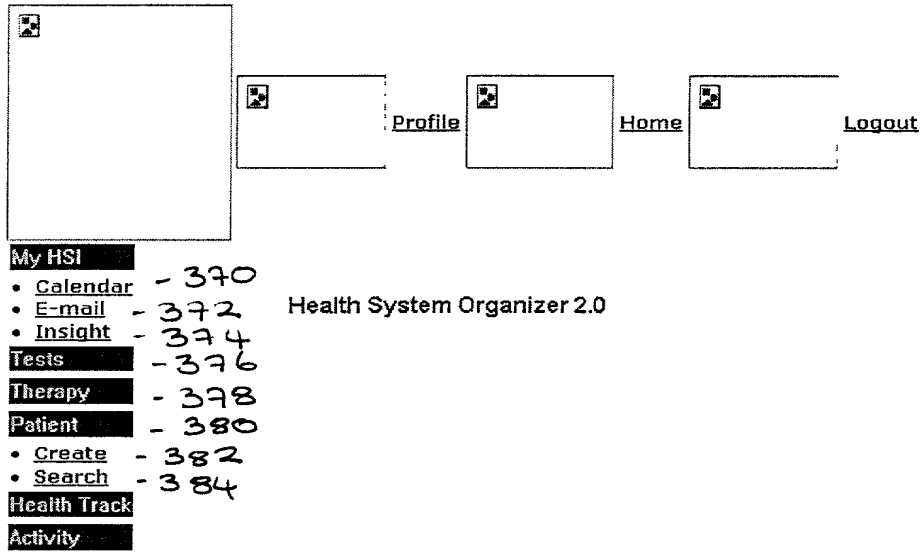 Profile Home Logout
My HSI
• Calendar - 370
• E-mail - 372
• Insight - 374
Health System Organizer 2.0
Tests - 376
Therapy - 378
Patient - 380
• Create - 382
• Search - 384
Health Track
Activity